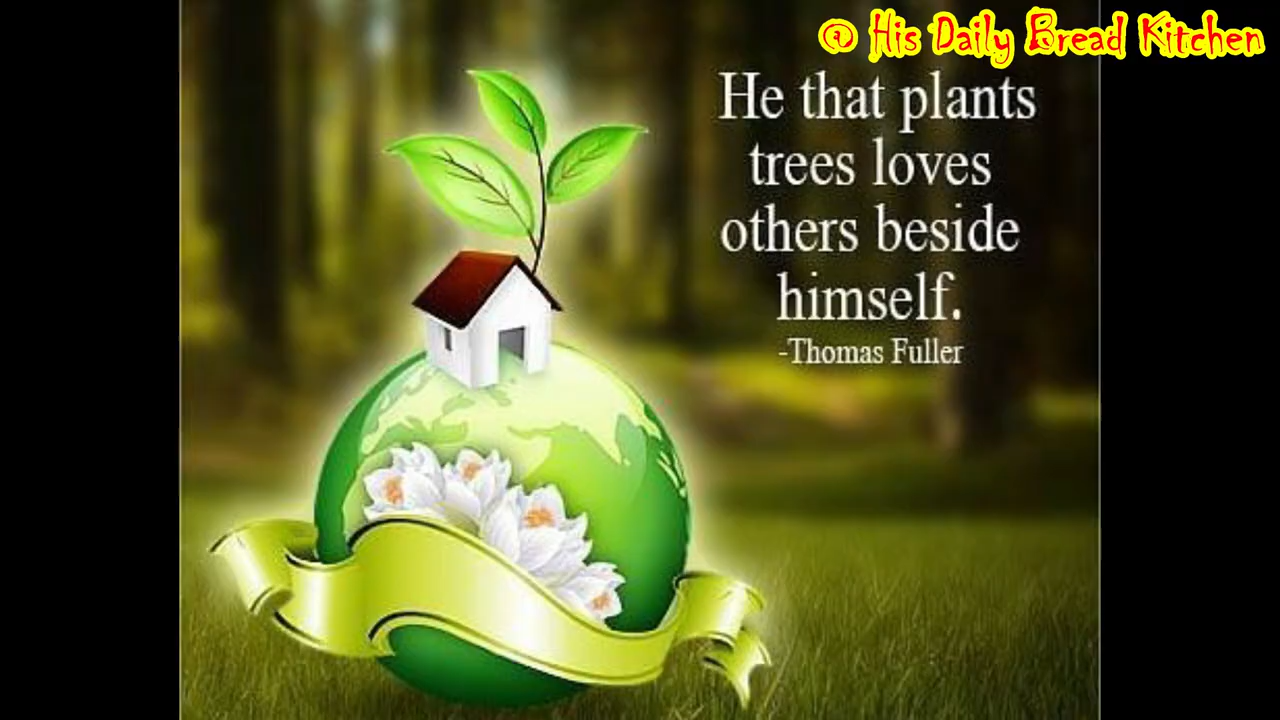 @ His Daily Bread Kitchen
He that plants
trees loves
others beside
himself.
-Thomas Fuller